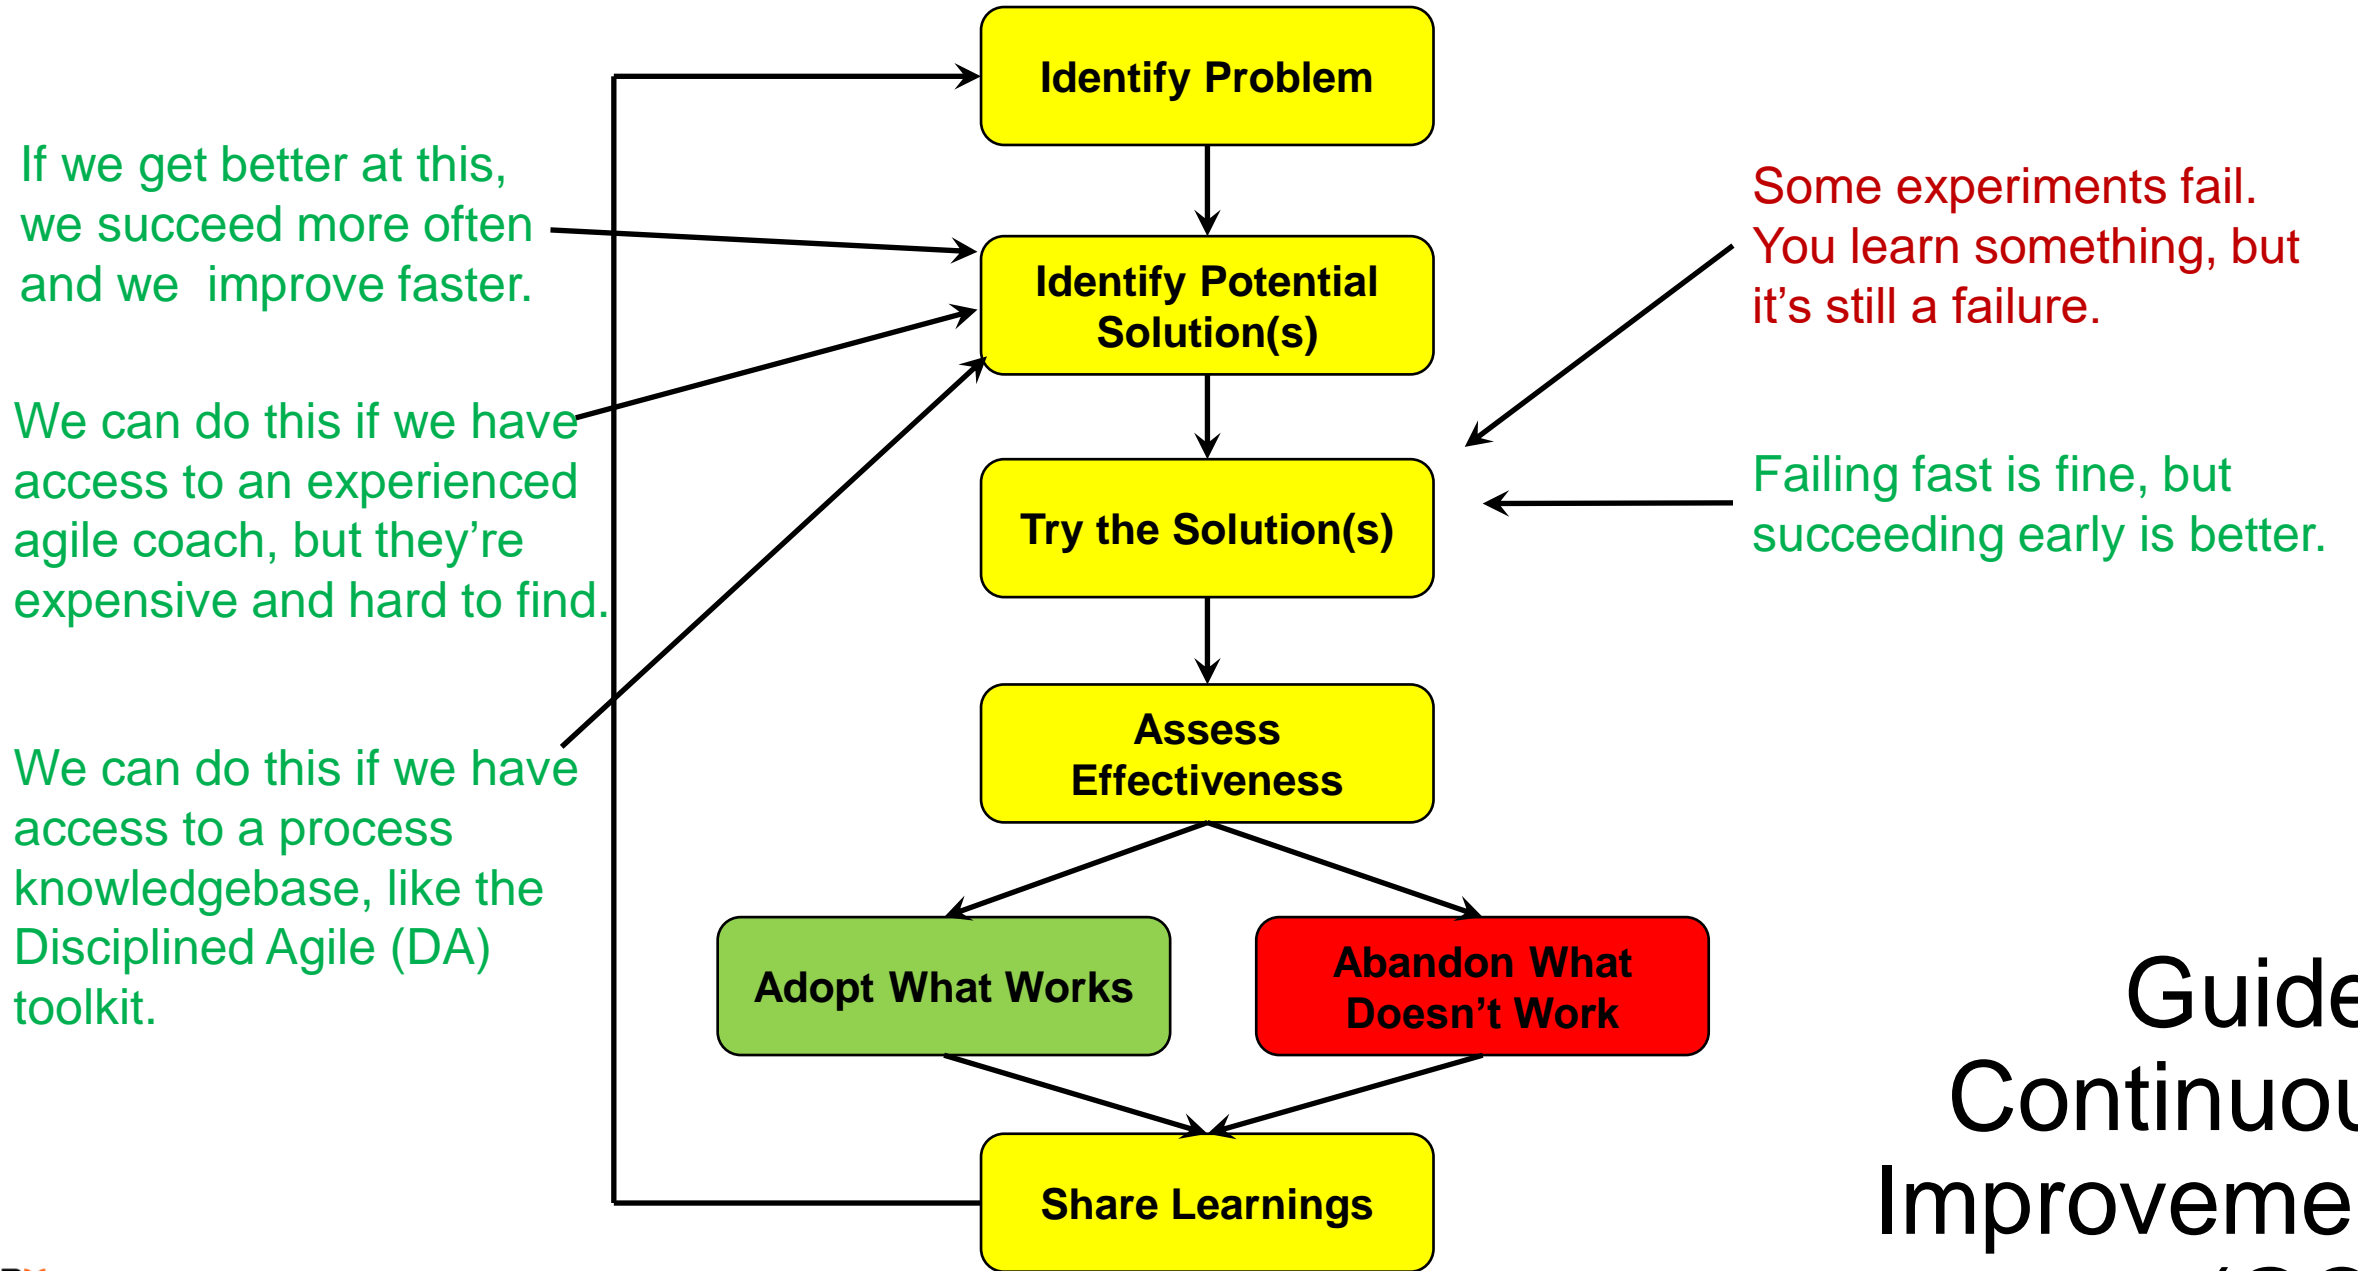 Identify Problem
If we get better at this,
we succeed more often
and we  improve faster.
Some experiments fail.
You learn something, but
it’s still a failure.
Identify Potential
Solution(s)
We can do this if we have
access to an experienced
agile coach, but they’re
expensive and hard to find.
Failing fast is fine, but
succeeding early is better.
Try the Solution(s)
Assess
Effectiveness
We can do this if we have
access to a process
knowledgebase, like the
Disciplined Agile (DA)
toolkit.
Adopt What Works
Abandon What
Doesn’t Work
Share Learnings
Guide
Continuou
Improveme